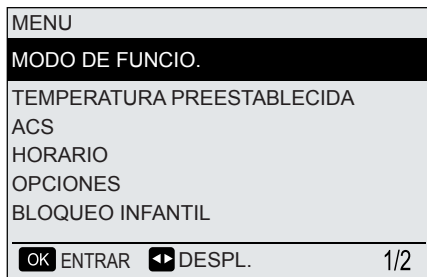 MENU
MODO DE FUNCIO.
TEMPERATURA PREESTABLECIDA
ACS
HORARIO
OPCIONES
BLOQUEO INFANTIL
OK ENTRAR DESPL. 1/2